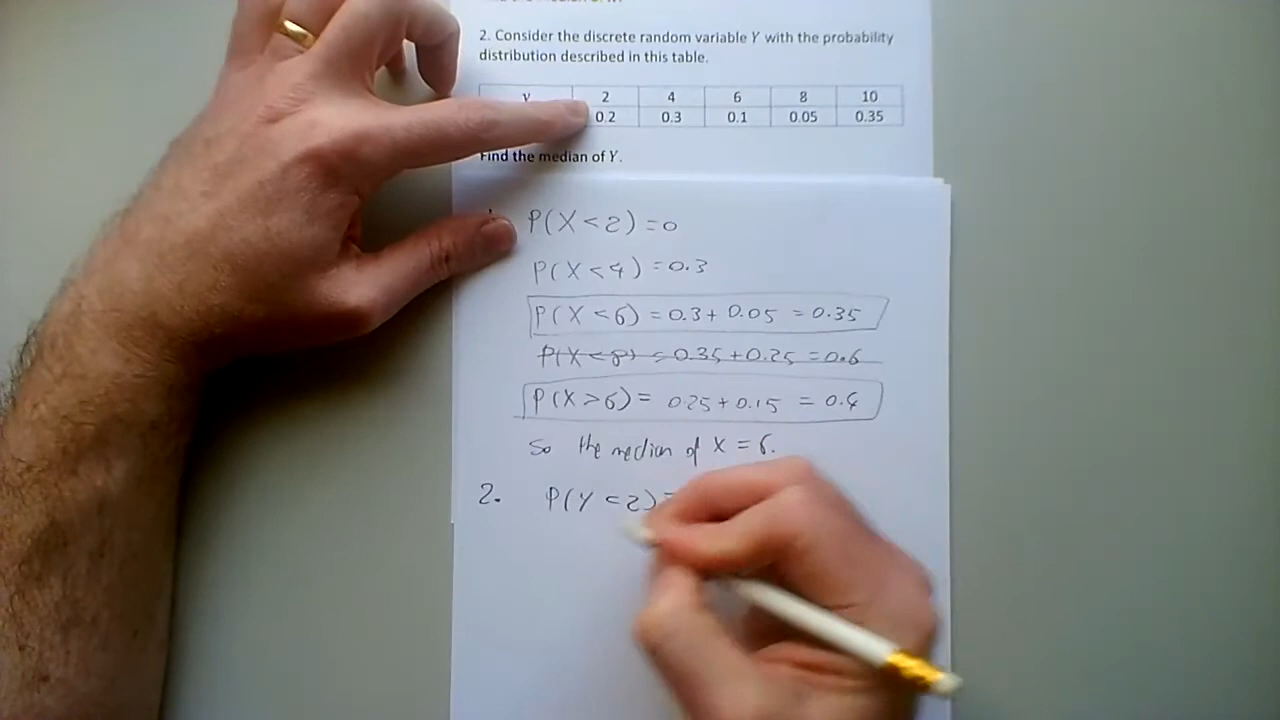 2. Consider the discrete random variable Y with the probability
distribution described in this table.
y 2 4 6 8 10
0.2 0.3 0.1 0.05 0.35
Find the median of Y.
P(X<2)=0
P(X<4)=0.3
P(X<6)=0.3+0.05=0.35
P(X<8)=0.35+0.25=0.6
P(X>6)=0.25+0.15=0.4
So the median of X=6.
2. P(Y<2)=